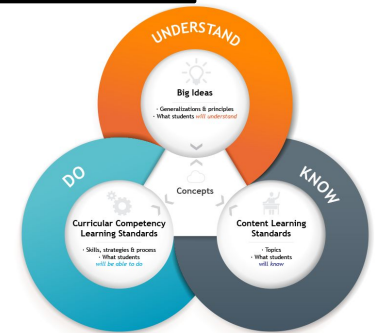 UNDERSTAND
Big Ideas
· Generalizations & principles
· What students will understand
Concepts
DO
Curricular Competency
Learning Standards
· Skills, strategies & process
· What students
will be able to do
KNOW
Content Learning
Standards
· Topics
· What students
will know